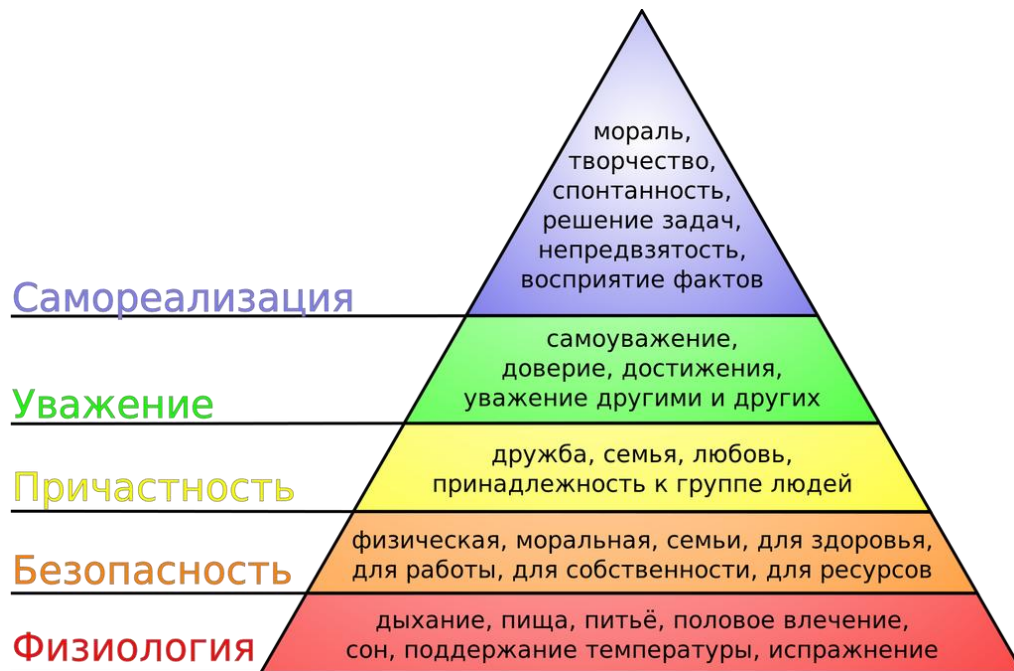 мораль,
творчество,
спонтанность,
решение задач,
непредвзятость,
восприятие фактов
Самореализация
самоуважение,
доверие, достижения,
уважение другими и других
Уважение
дружба, семья, любовь,
принадлежность к группе людей
Причастность
физическая, моральная, семьи, для здоровья,
для работы, для собственности, для ресурсов
Безопасность
дыхание, пища, питьё, половое влечение,
сон, поддержание температуры, испражнение
Физиология